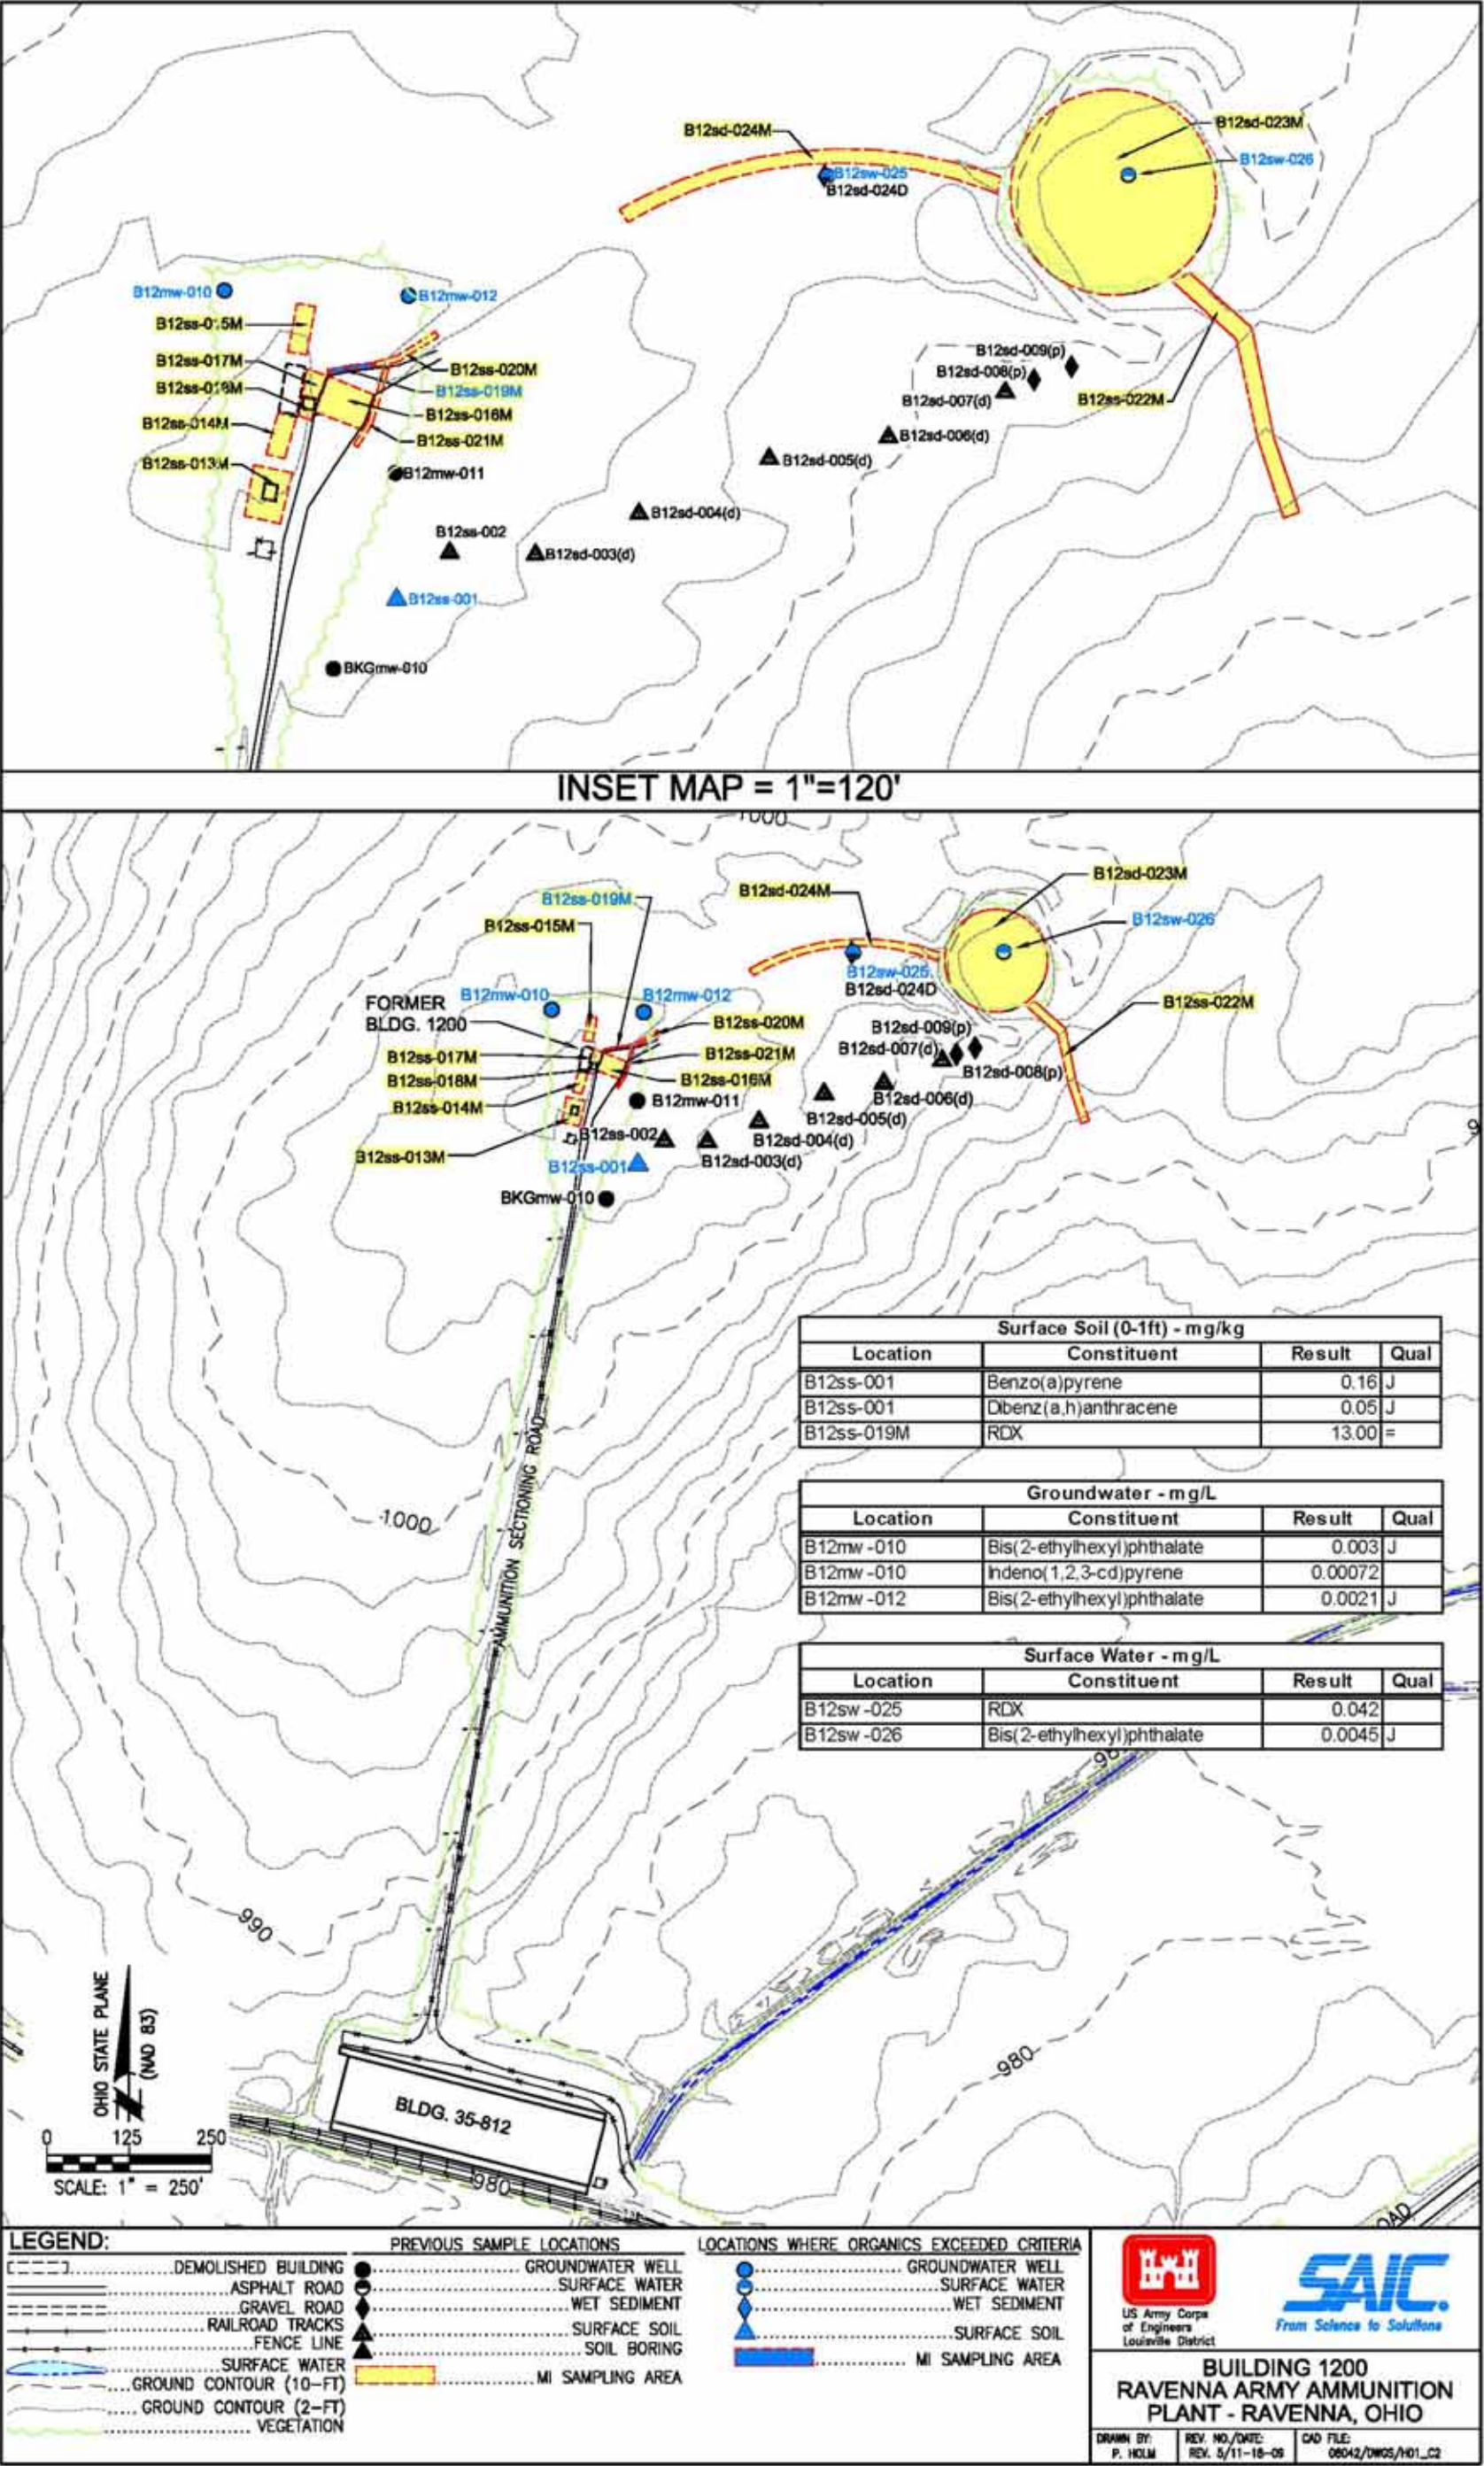 B12sd-024M
B12sd-023M
B12sw-026
B12sw-025
B12sd-024D
B12mw-010
B12mw-012
B12ss-015M
B12ss-017M
B12ss-020M
B12ss-018M
B12ss-019M
B12ss-016M
B12ss-014M
B12ss-021M
B12ss-013M
B12mw-011
B12sd-009(p)
B12sd-008(p)
B12sd-007(d)
B12ss-022M
B12sd-006(d)
B12sd-005(d)
B12sd-004(d)
B12ss-002
B12sd-003(d)
B12ss-001
BKGmw-010
INSET MAP = 1"=120'
1000
B12sd-023M
B12sd-024M
B12ss-019M
B12sw-026
B12ss-015M
B12sw-025
B12sd-024D
B12mw-010
B12mw-012
FORMER
BLDG. 1200
B12ss-022M
B12ss-020M
B12sd-009(p)
B12ss-017M
B12ss-021M
B12sd-007(d)
B12sd-008(p)
B12ss-018M
B12ss-016M
B12ss-014M
B12mw-011
B12sd-006(d)
B12sd-005(d)
B12ss-002
B12sd-004(d)
B12ss-013M
B12sd-003(d)
B12ss-001
BKGmw-010
Surface Soil (0-1ft) - mg/kg
Location Constituent Result Qual
B12ss-001 Benzo(a)pyrene 0.16 J
B12ss-001 Dibenz(a,h)anthracene 0.05 J
B12ss-019M RDX 13.00 =
Groundwater - mg/L
Location Constituent Result Qual
B12mw-010 Bis(2-ethylhexyl)phthalate 0.003 J
B12mw-010 Indeno(1,2,3-cd)pyrene 0.00072
B12mw-012 Bis(2-ethylhexyl)phthalate 0.0021 J
Surface Water - mg/L
Location Constituent Result Qual
B12sw-025 RDX 0.042
B12sw-026 Bis(2-ethylhexyl)phthalate 0.0045 J
AMMUNITION SECTIONING ROAD
1000
990
980
980
BLDG. 35-812
OHIO STATE PLANE
(NAD 83)
0 125 250
SCALE: 1" = 250'
LEGEND:
DEMOLISHED BUILDING
ASPHALT ROAD
GRAVEL ROAD
RAILROAD TRACKS
FENCE LINE
SURFACE WATER
GROUND CONTOUR (10-FT)
GROUND CONTOUR (2-FT)
VEGETATION
PREVIOUS SAMPLE LOCATIONS
GROUNDWATER WELL
SURFACE WATER
WET SEDIMENT
SURFACE SOIL
SOIL BORING
MI SAMPLING AREA
LOCATIONS WHERE ORGANICS EXCEEDED CRITERIA
GROUNDWATER WELL
SURFACE WATER
WET SEDIMENT
SURFACE SOIL
MI SAMPLING AREA
US Army Corps
of Engineers
Louisville District
SAIC
From Science to Solutions
BUILDING 1200
RAVENNA ARMY AMMUNITION
PLANT - RAVENNA, OHIO
DRAWN BY:
P. HOLM
REV. NO./DATE:
REV. 5/11-18-09
CAD FILE:
08042/DWGS/H01_C2